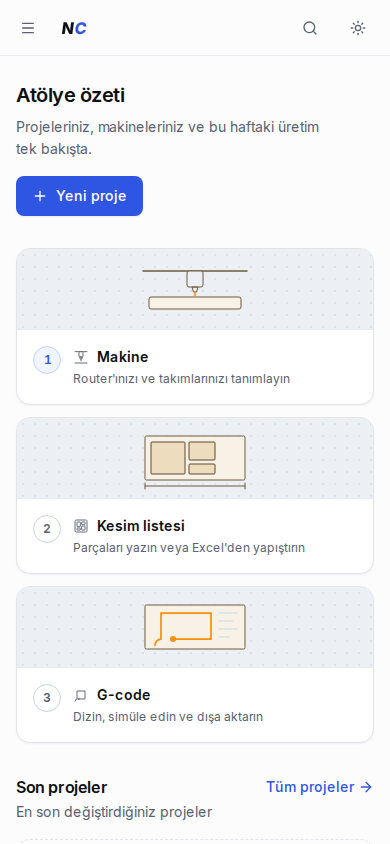 NC
Atölye özeti
Projeleriniz, makineleriniz ve bu haftaki üretim
tek bakışta.
Yeni proje
1
Makine
Router'ınızı ve takımlarınızı tanımlayın
2
Kesim listesi
Parçaları yazın veya Excel'den yapıştırın
3
G-code
Dizin, simüle edin ve dışa aktarın
Son projeler
Tüm projeler
En son değiştirdiğiniz projeler